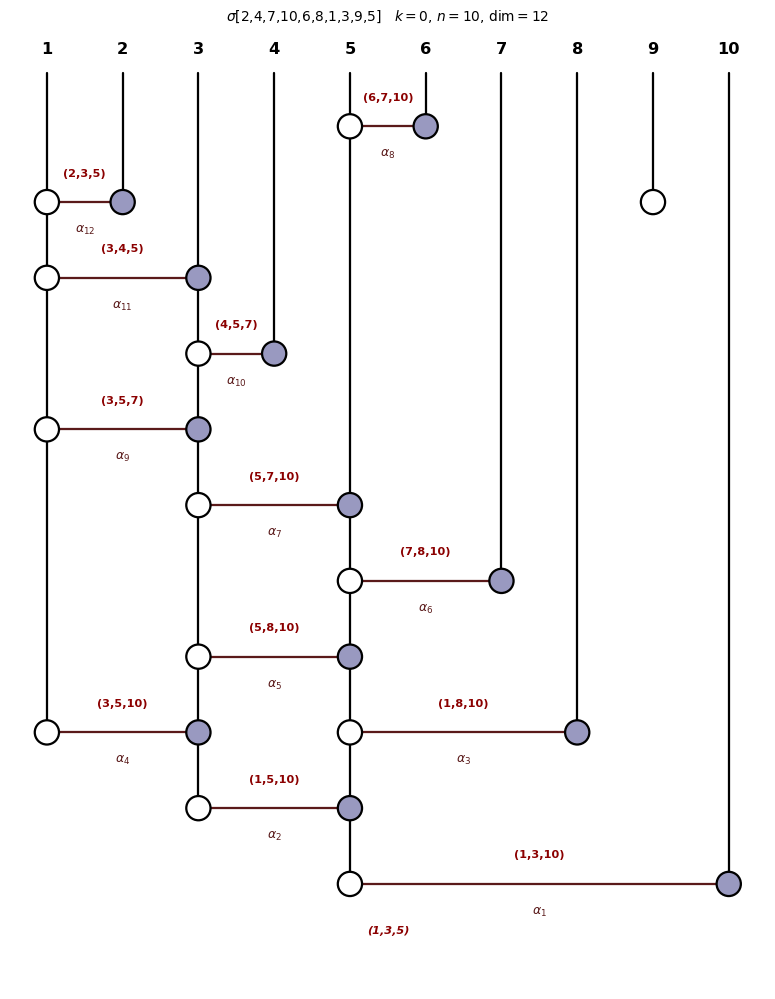 σ[2,4,7,10,6,8,1,3,9,5] k=0, n=10, dim=12
1 2 3 4 5 6 7 8 9 10
(6,7,10)
α₈
(2,3,5)
α₁₂
(3,4,5)
α₁₁
(4,5,7)
α₁₀
(3,5,7)
α₉
(5,7,10)
α₇
(7,8,10)
α₆
(5,8,10)
α₅
(3,5,10) (1,8,10)
α₄ α₃
(1,5,10)
α₂
(1,3,10)
α₁
(1,3,5)